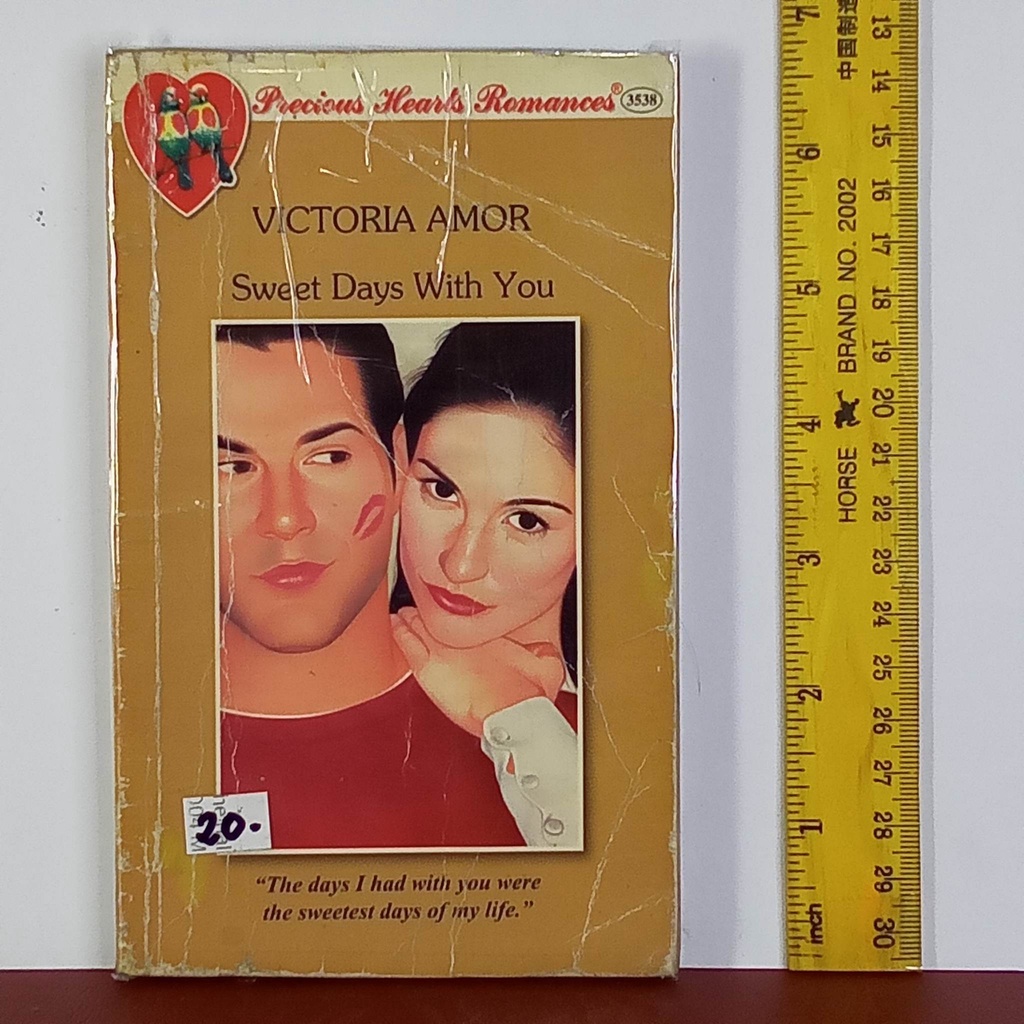 Precious Hearts Romances® 3538
VICTORIA AMOR
Sweet Days With You
20.
“The days I had with you were
the sweetest days of my life.”
7 6 5 4 3 2 1 inch
中国制造
HORSE BRAND NO. 2002
13 14 15 16 17 18 19 20 21 22 23 24 25 26 27 28 29 30